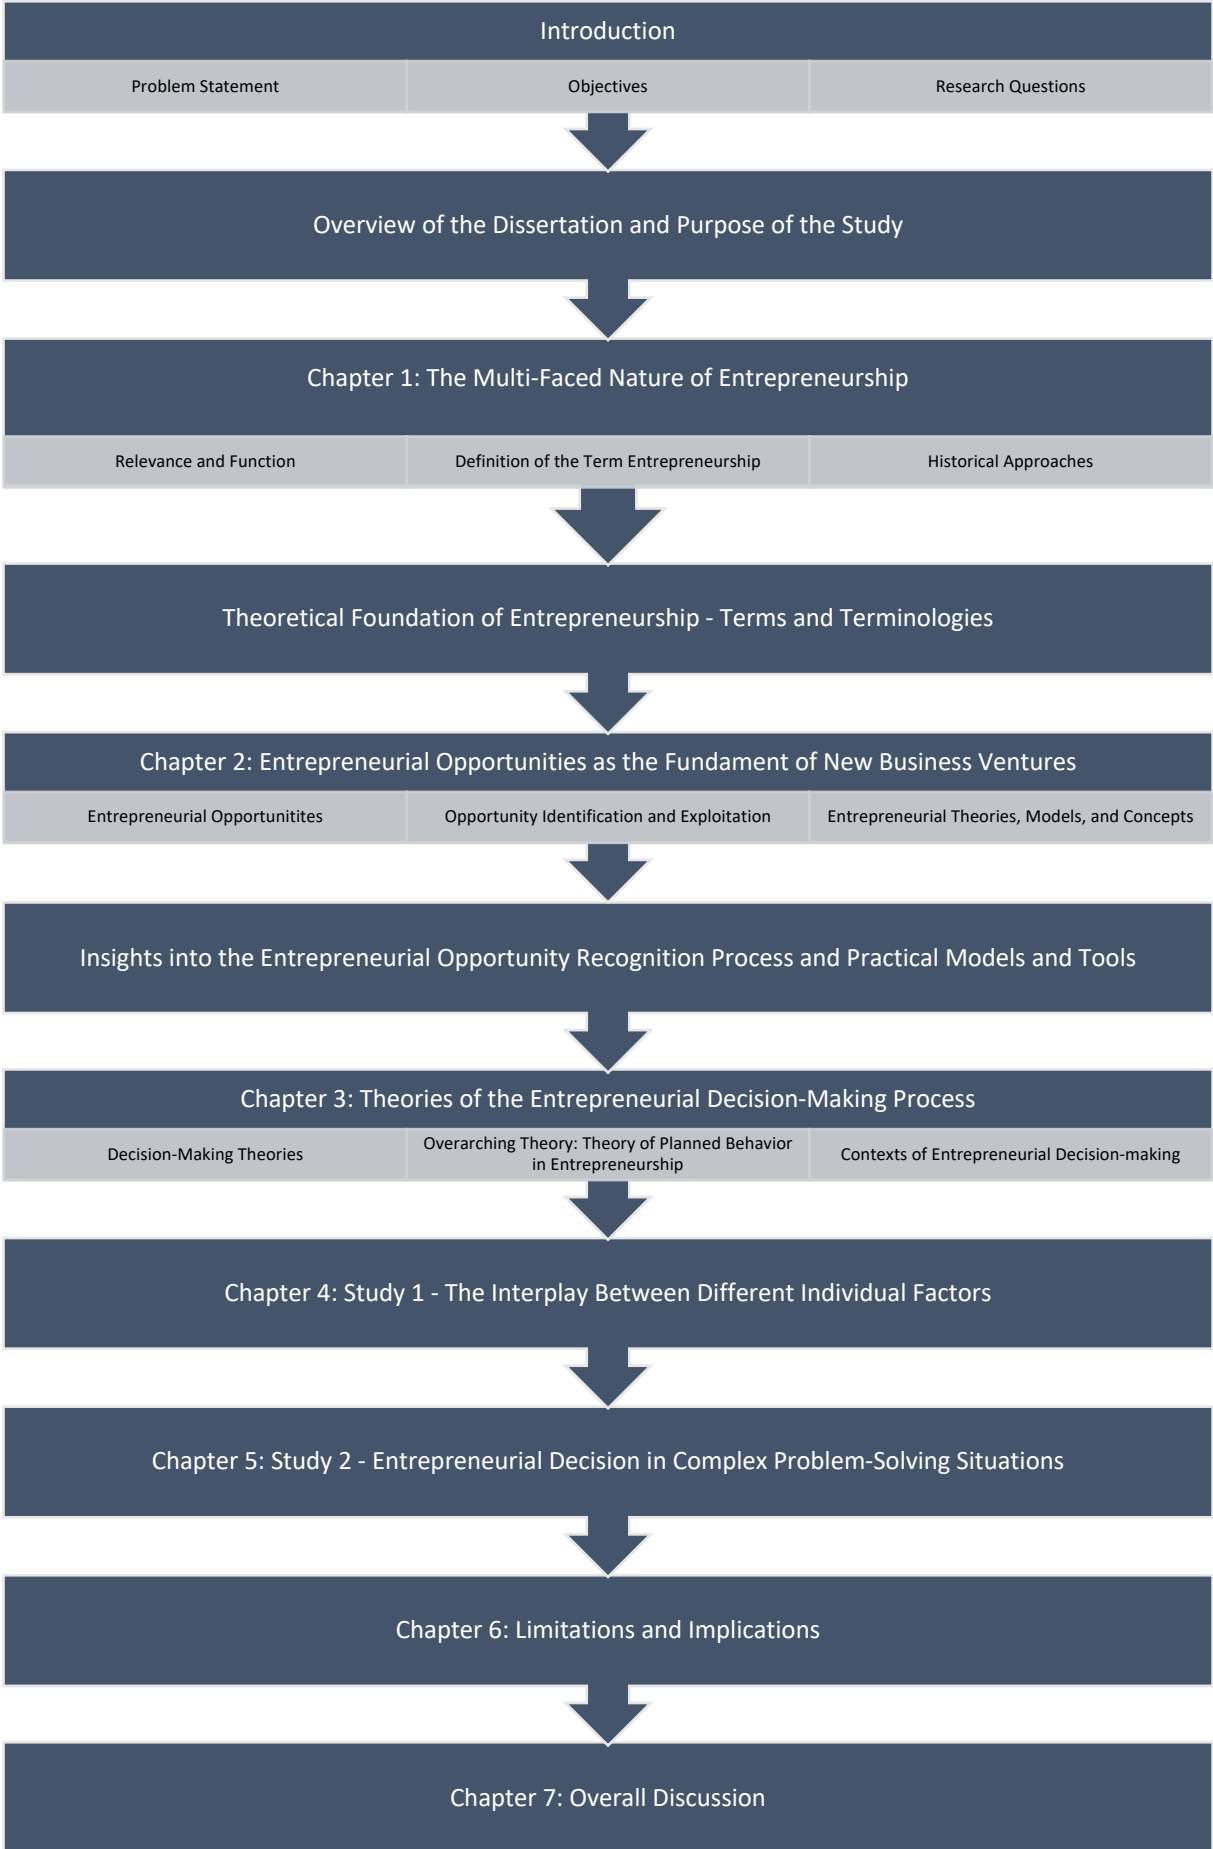 Introduction
Problem Statement
Objectives
Research Questions
Overview of the Dissertation and Purpose of the Study
Chapter 1: The Multi-Faced Nature of Entrepreneurship
Relevance and Function
Definition of the Term Entrepreneurship
Historical Approaches
Theoretical Foundation of Entrepreneurship - Terms and Terminologies
Chapter 2: Entrepreneurial Opportunities as the Fundament of New Business Ventures
Entrepreneurial Opportunitites
Opportunity Identification and Exploitation
Entrepreneurial Theories, Models, and Concepts
Insights into the Entrepreneurial Opportunity Recognition Process and Practical Models and Tools
Chapter 3: Theories of the Entrepreneurial Decision-Making Process
Decision-Making Theories
Overarching Theory: Theory of Planned Behavior
in Entrepreneurship
Contexts of Entrepreneurial Decision-making
Chapter 4: Study 1 - The Interplay Between Different Individual Factors
Chapter 5: Study 2 - Entrepreneurial Decision in Complex Problem-Solving Situations
Chapter 6: Limitations and Implications
Chapter 7: Overall Discussion